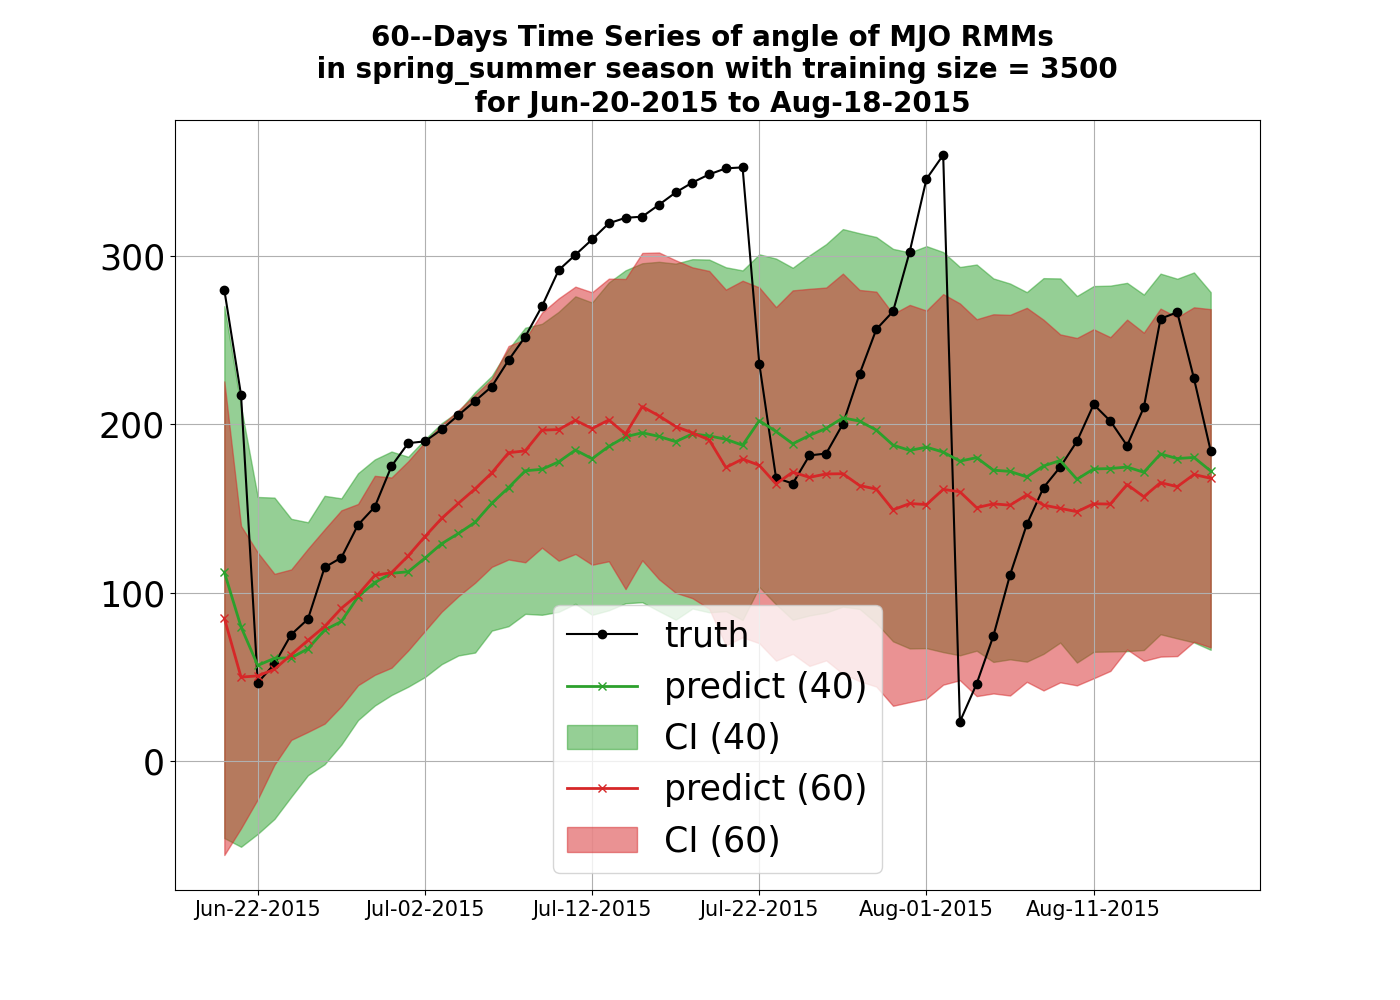 60--Days Time Series of angle of MJO RMMs
in spring_summer season with training size = 3500
for Jun-20-2015 to Aug-18-2015
300
200
100
0
truth
predict (40)
CI (40)
predict (60)
CI (60)
Jun-22-2015 Jul-02-2015 Jul-12-2015 Jul-22-2015 Aug-01-2015 Aug-11-2015